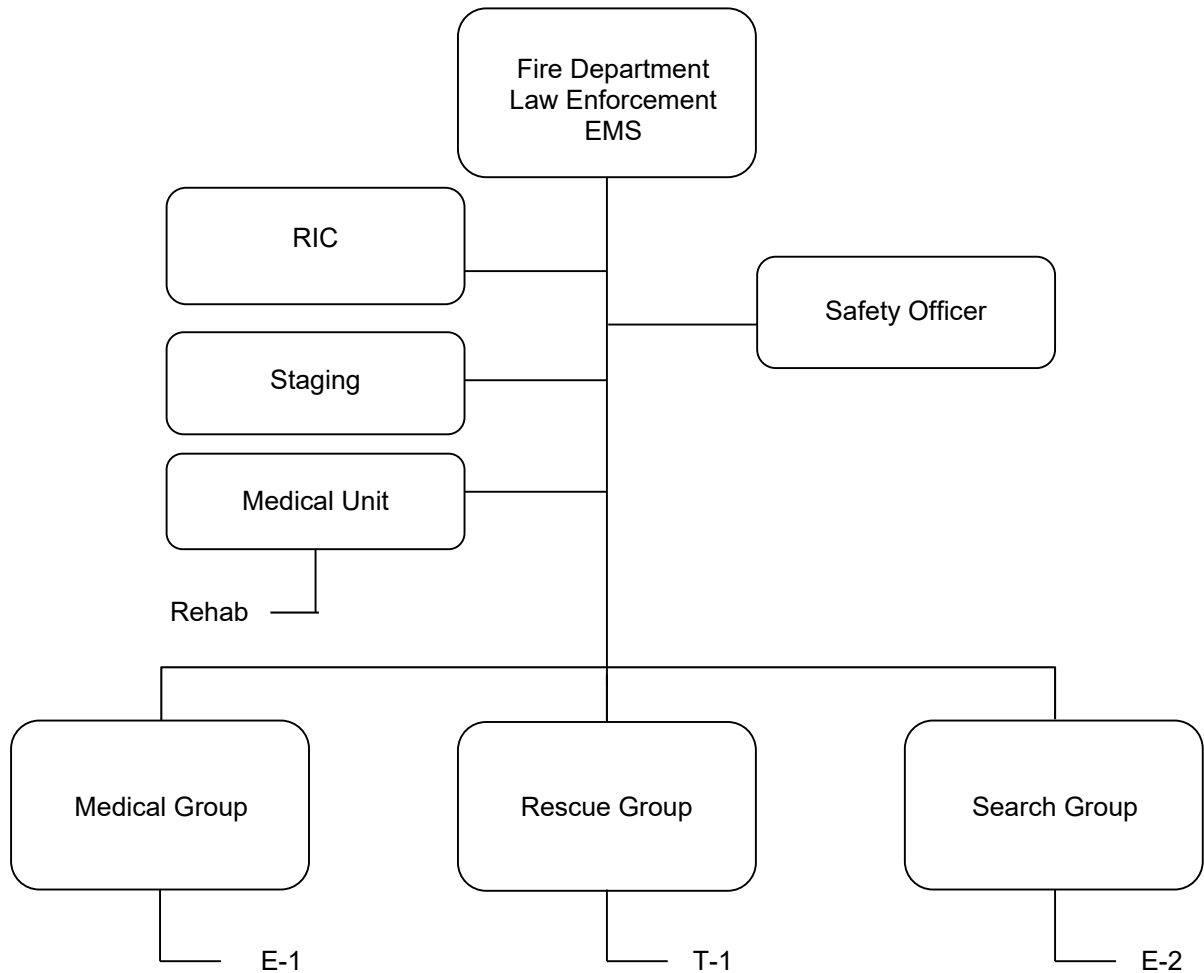 Fire Department
Law Enforcement
EMS
RIC
Safety Officer
Staging
Medical Unit
Rehab
Medical Group
Rescue Group
Search Group
E-1
T-1
E-2